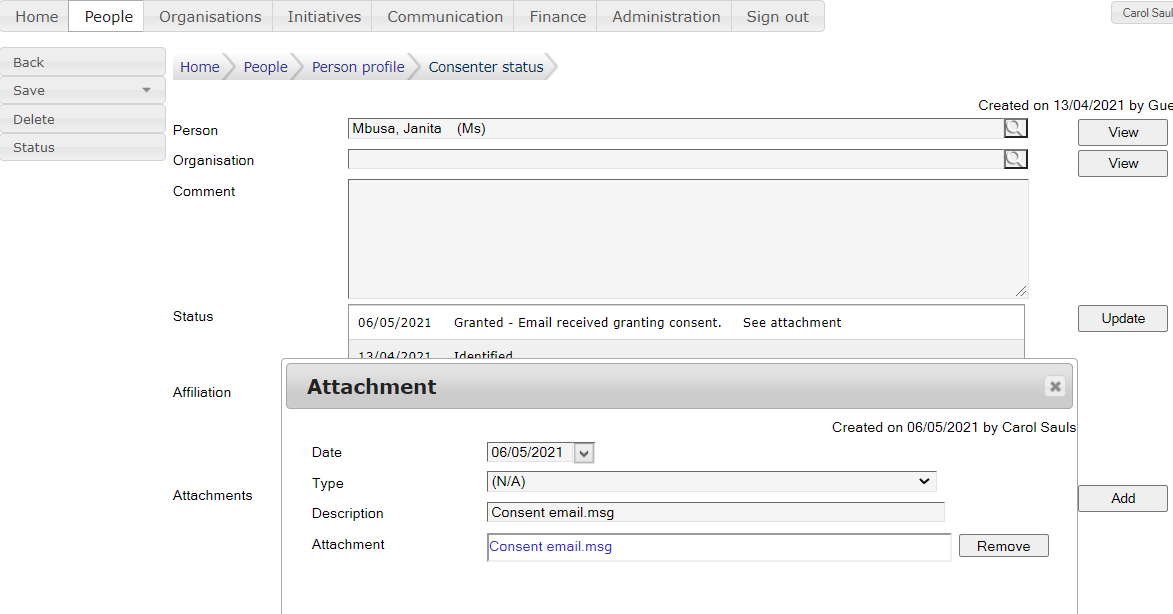 Home People Organisations Initiatives Communication Finance Administration Sign out Carol Saul
Back
Save
Delete
Status
Home People Person profile Consenter status
Created on 13/04/2021 by Gue
Person Mbusa, Janita (Ms) View
Organisation View
Comment
Status 06/05/2021 Granted - Email received granting consent. See attachment Update
13/04/2021 Identified
Affiliation
Attachments Add
Attachment
Created on 06/05/2021 by Carol Sauls
Date 06/05/2021
Type (N/A)
Description Consent email.msg
Attachment Consent email.msg Remove